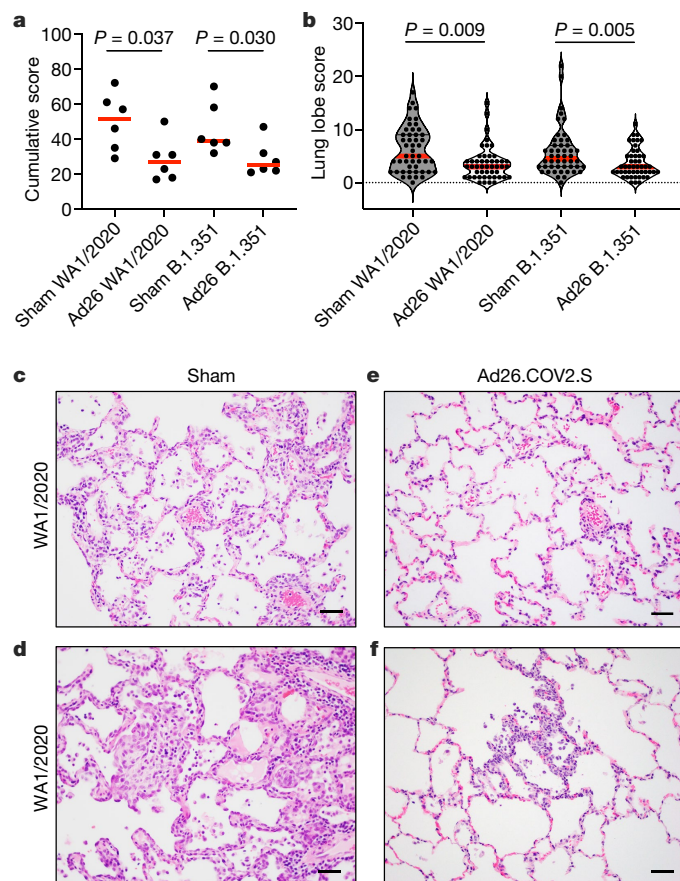 a
P = 0.037
P = 0.030
Cumulative score
100
80
60
40
20
0
Sham WA1/2020
Ad26 WA1/2020
Sham B.1.351
Ad26 B.1.351
b
P = 0.009
P = 0.005
Lung lobe score
30
20
10
0
Sham WA1/2020
Ad26 WA1/2020
Sham B.1.351
Ad26 B.1.351
c
Sham
e
Ad26.COV2.S
WA1/2020
d
f
WA1/2020